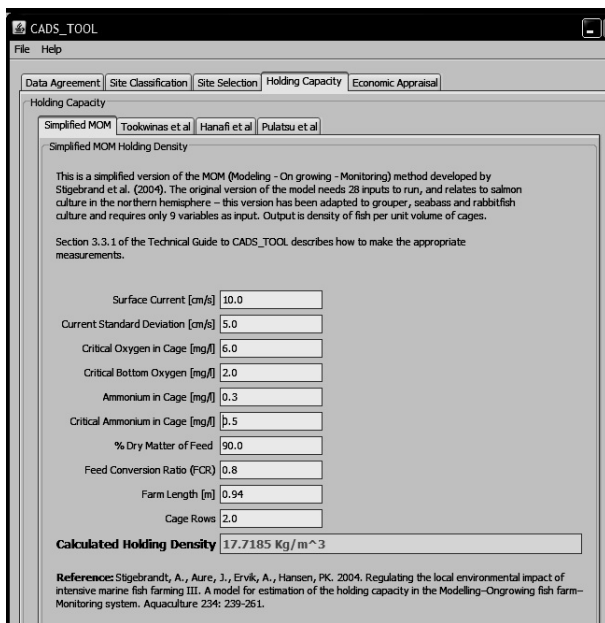 CADS_TOOL
File Help
Data Agreement Site Classification Site Selection Holding Capacity Economic Appraisal
Holding Capacity
Simplified MOM Tookwinas et al Hanafi et al Pulatsu et al
Simplified MOM Holding Density
This is a simplified version of the MOM (Modeling - On growing - Monitoring) method developed by
Stigebrand et al. (2004). The original version of the model needs 28 inputs to run, and relates to salmon
culture in the northern hemisphere – this version has been adapted to grouper, seabass and rabbitfish
culture and requires only 9 variables as input. Output is density of fish per unit volume of cages.
Section 3.3.1 of the Technical Guide to CADS_TOOL describes how to make the appropriate
measurements.
Surface Current [cm/s] 10.0
Current Standard Deviation [cm/s] 5.0
Critical Oxygen in Cage [mg/l] 6.0
Critical Bottom Oxygen [mg/l] 2.0
Ammonium in Cage [mg/l] 0.3
Critical Ammonium in Cage [mg/l] 0.5
% Dry Matter of Feed 90.0
Feed Conversion Ratio (FCR) 0.8
Farm Length [m] 0.94
Cage Rows 2.0
Calculated Holding Density 17.7185 Kg/m^3
Reference: Stigebrandt, A., Aure, J., Ervik, A., Hansen, PK. 2004. Regulating the local environmental impact of
intensive marine fish farming III. A model for estimation of the holding capacity in the Modelling–Ongrowing fish farm–
Monitoring system. Aquaculture 234: 239-261.